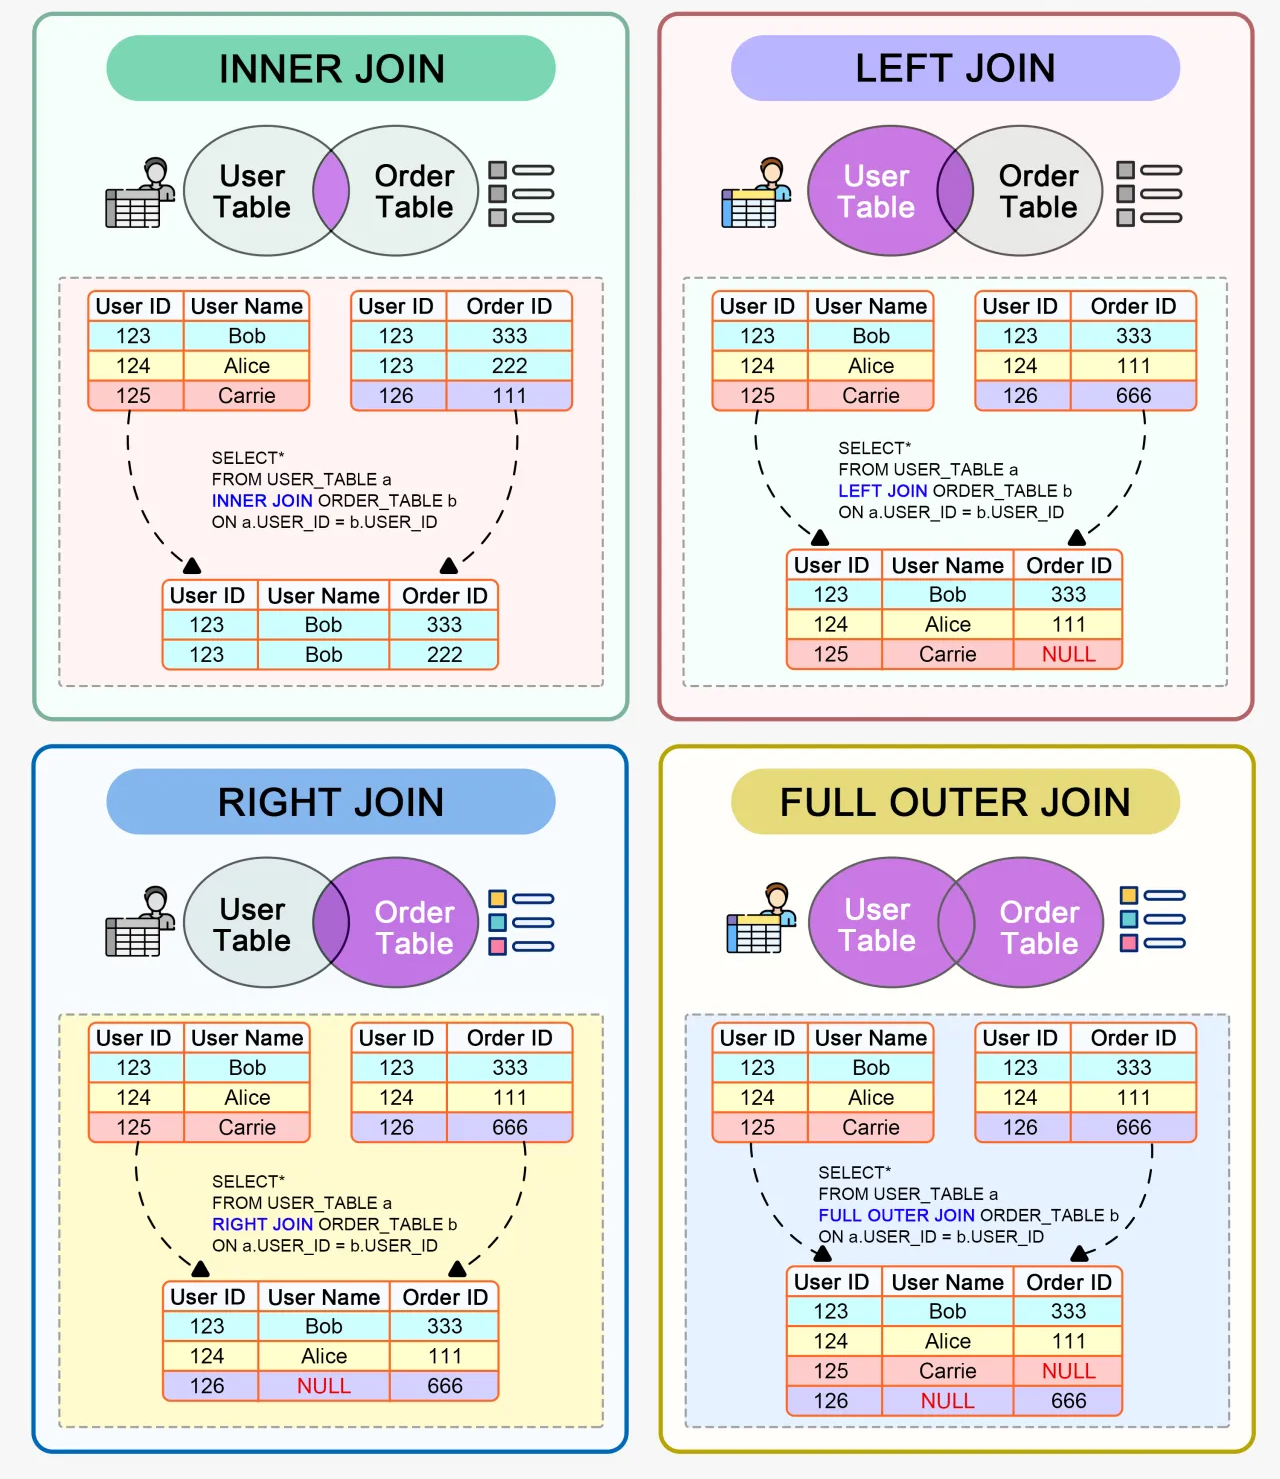 INNER JOIN
User Table
Order Table
User ID User Name
123 Bob
124 Alice
125 Carrie
User ID Order ID
123 333
123 222
126 111
SELECT*
FROM USER_TABLE a
INNER JOIN ORDER_TABLE b
ON a.USER_ID = b.USER_ID
User ID User Name Order ID
123 Bob 333
123 Bob 222
LEFT JOIN
User Table
Order Table
User ID User Name
123 Bob
124 Alice
125 Carrie
User ID Order ID
123 333
124 111
126 666
SELECT*
FROM USER_TABLE a
LEFT JOIN ORDER_TABLE b
ON a.USER_ID = b.USER_ID
User ID User Name Order ID
123 Bob 333
124 Alice 111
125 Carrie NULL
RIGHT JOIN
User Table
Order Table
User ID User Name
123 Bob
124 Alice
125 Carrie
User ID Order ID
123 333
124 111
126 666
SELECT*
FROM USER_TABLE a
RIGHT JOIN ORDER_TABLE b
ON a.USER_ID = b.USER_ID
User ID User Name Order ID
123 Bob 333
124 Alice 111
126 NULL 666
FULL OUTER JOIN
User Table
Order Table
User ID User Name
123 Bob
124 Alice
125 Carrie
User ID Order ID
123 333
124 111
126 666
SELECT*
FROM USER_TABLE a
FULL OUTER JOIN ORDER_TABLE b
ON a.USER_ID = b.USER_ID
User ID User Name Order ID
123 Bob 333
124 Alice 111
125 Carrie NULL
126 NULL 666